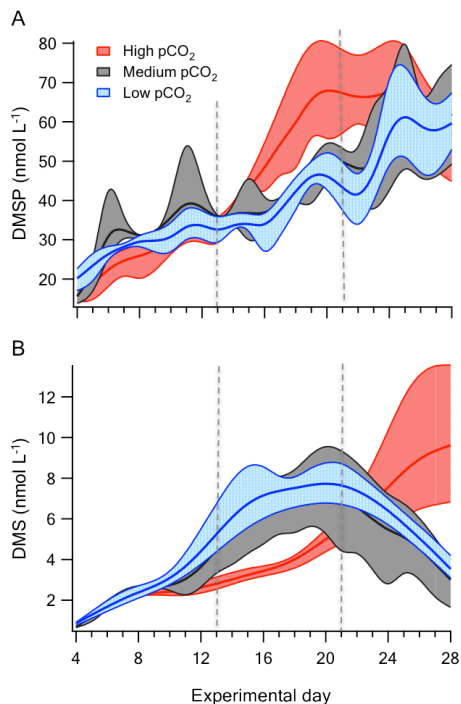 A
80
70
60
50
40
30
20
DMSP (nmol L⁻¹)
High pCO₂
Medium pCO₂
Low pCO₂
B
12
10
8
6
4
2
DMS (nmol L⁻¹)
4 8 12 16 20 24 28
Experimental day